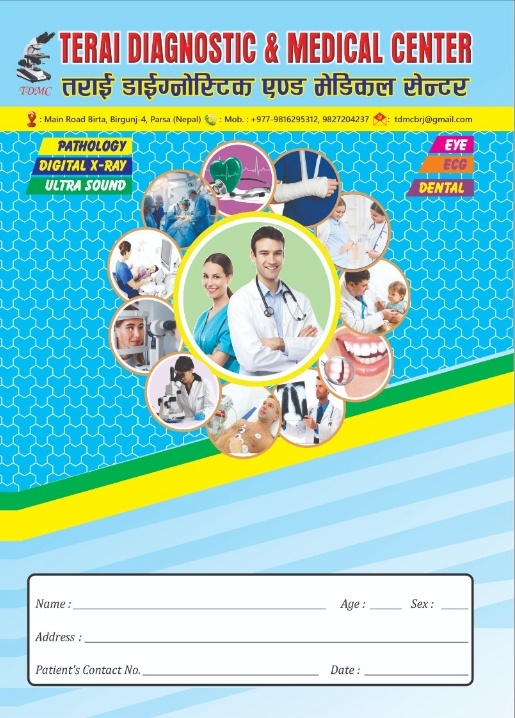 TERAI DIAGNOSTIC & MEDICAL CENTER
TDMC
तराई डाईग्नोस्टिक एण्ड मेडिकल सेन्टर
: Main Road Birta, Birgunj-4, Parsa (Nepal) : Mob. : +977-9816295312, 9827204237 : tdmcbrj@gmail.com
PATHOLOGY
DIGITAL X-RAY
ULTRA SOUND
EYE
ECG
DENTAL
Name : Age : Sex :
Address :
Patient's Contact No. Date :